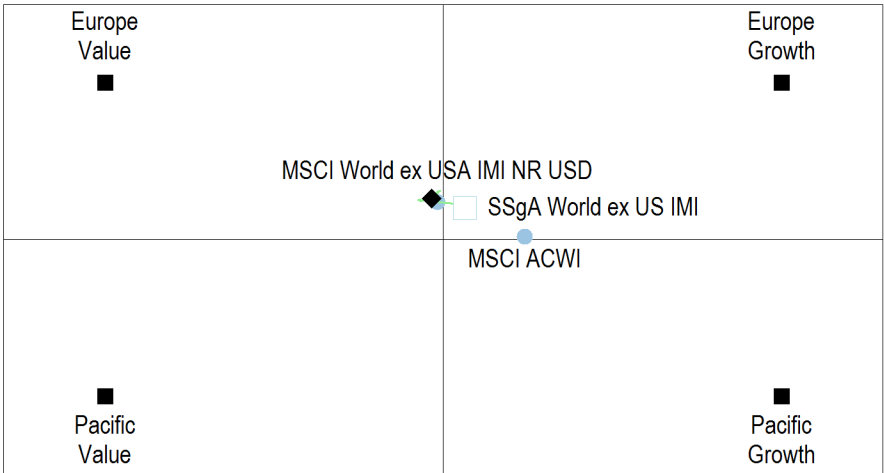 Europe
Value
Europe
Growth
MSCI World ex USA IMI NR USD
SSgA World ex US IMI
MSCI ACWI
Pacific
Value
Pacific
Growth